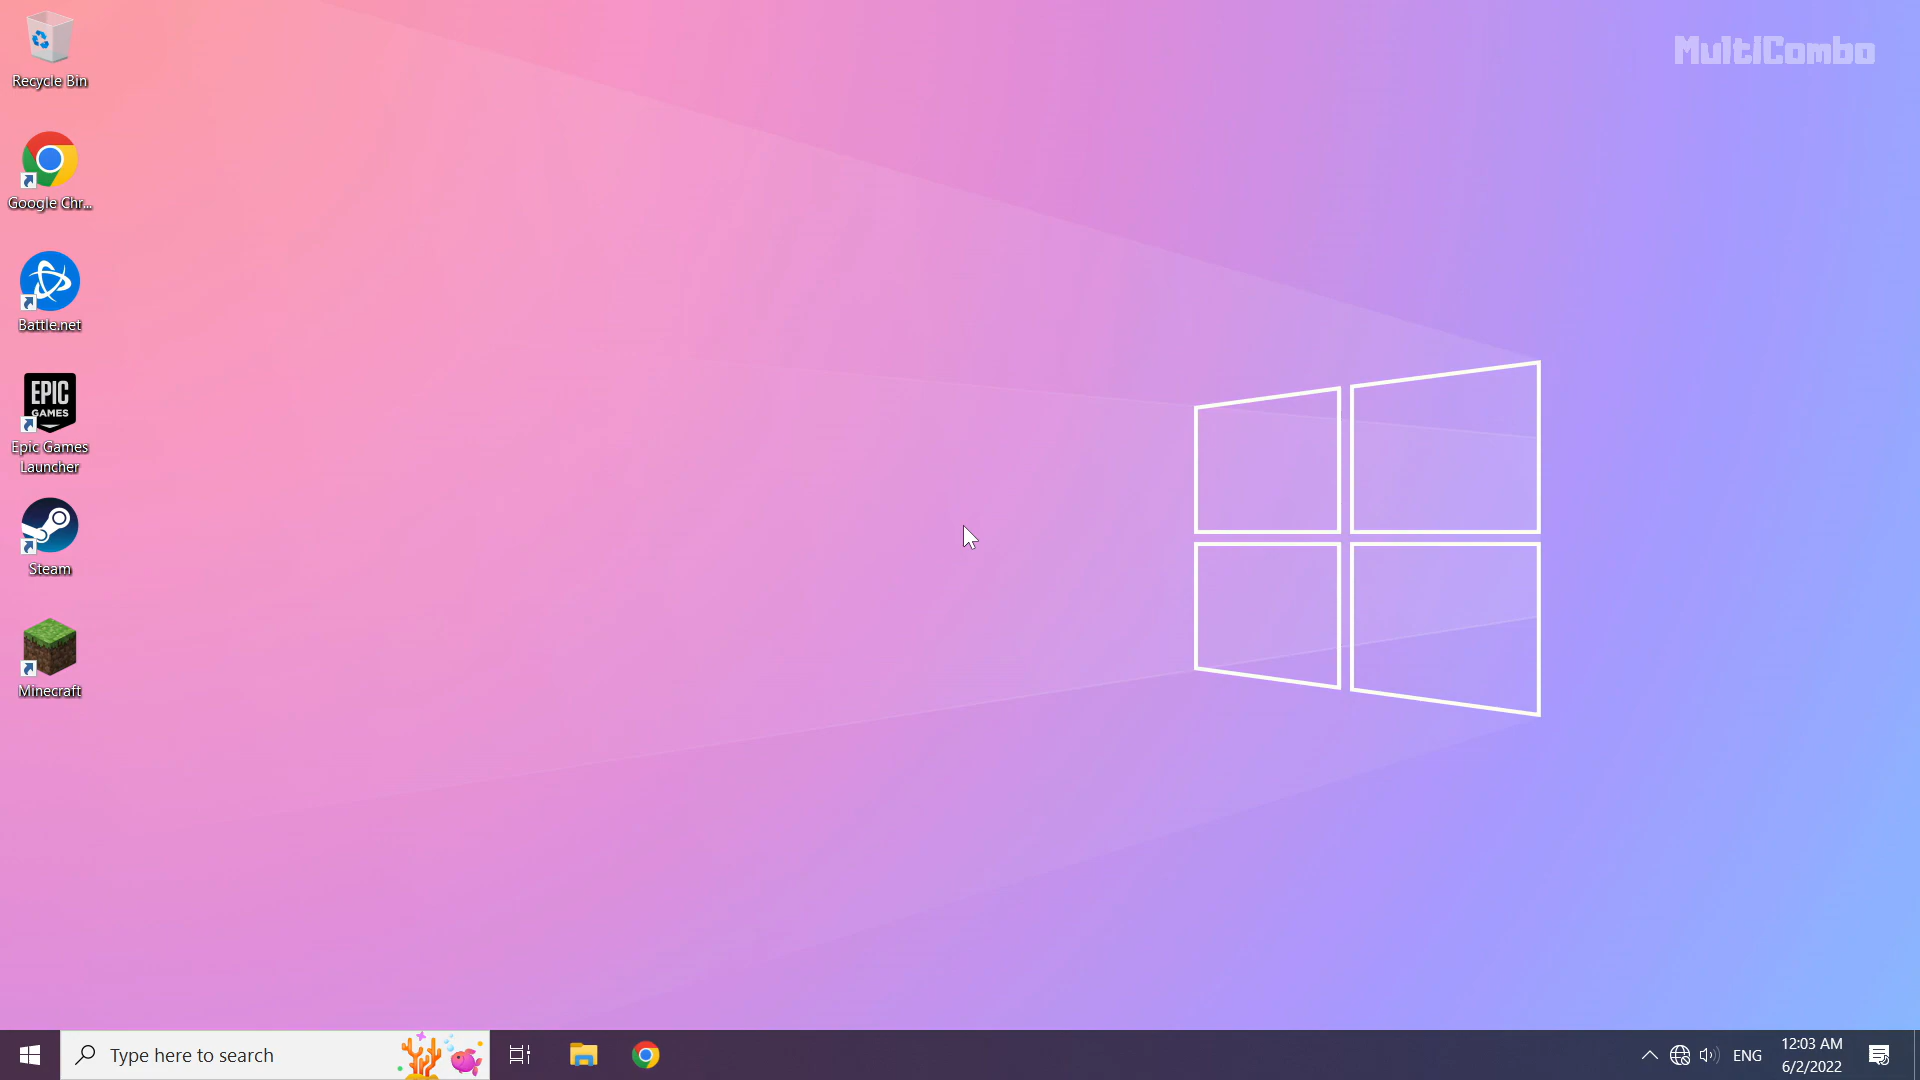 MultiCombo
Recycle Bin
Google Chr...
Battle.net
EPIC
GAMES
Epic Games
Launcher
Steam
Minecraft
Type here to search
ENG
12:03 AM
6/2/2022